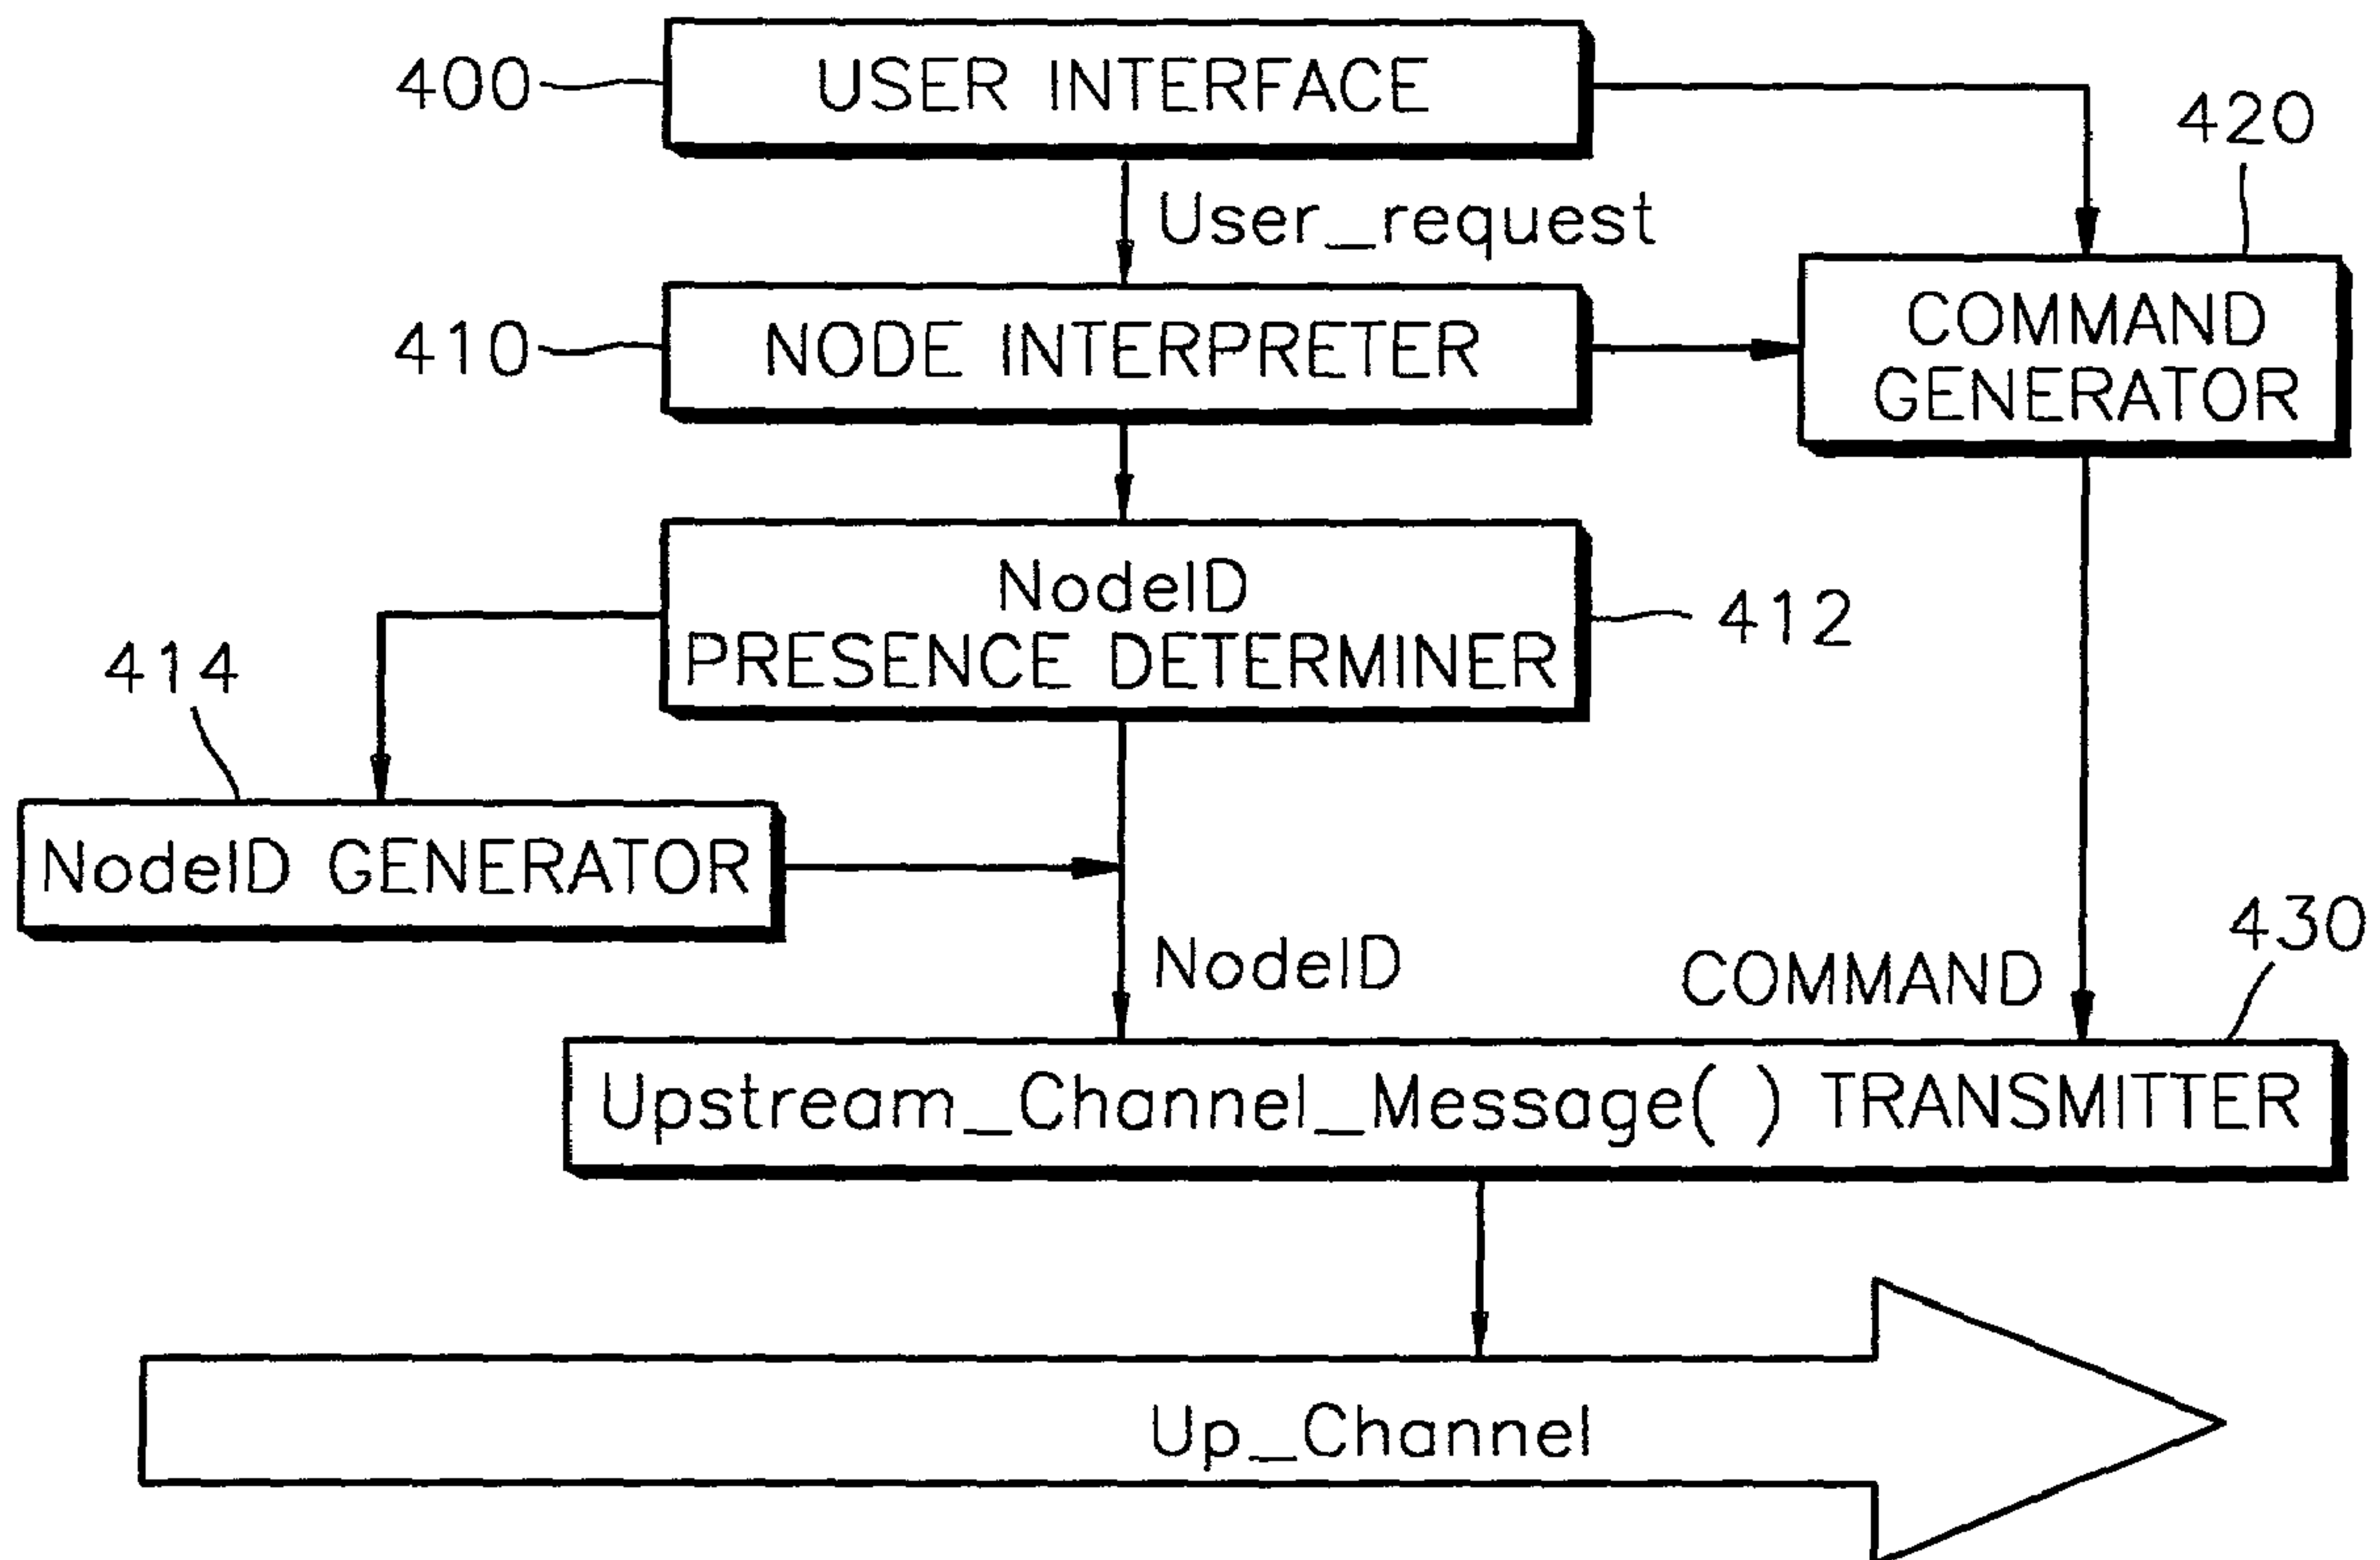 400
USER INTERFACE
420
User_request
410
NODE INTERPRETER
COMMAND
GENERATOR
NodeID
PRESENCE DETERMINER
412
414
NodeID GENERATOR
NodeID
COMMAND
430
Upstream_Channel_Message( ) TRANSMITTER
Up_Channel